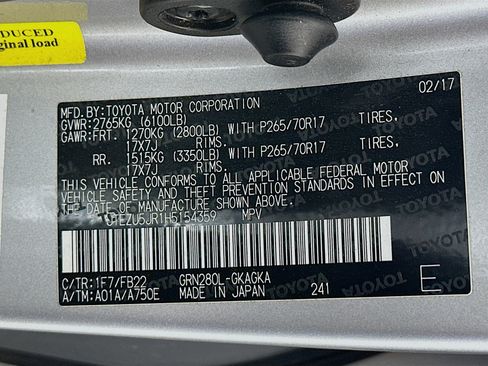 DUCED
ginal load
02/17
MFD.BY:TOYOTA MOTOR CORPORATION
GVWR:2765KG (6100LB)
GAWR:FRT. 1270KG (2800LB) WITH P265/70R17 TIRES,
17X7J RIMS.
RR. 1515KG (3350LB) WITH P265/70R17 TIRES,
17X7J RIMS.
THIS VEHICLE CONFORMS TO ALL APPLICABLE FEDERAL MOTOR
VEHICLE SAFETY AND THEFT PREVENTION STANDARDS IN EFFECT ON
THE DATE OF MANUFACTURE SHOWN ABOVE.
JTEZU5JR1H5154359 MPV
C/TR:1F7/FB22 GRN280L-GKAGKA
A/TM:A01A/A750E MADE IN JAPAN 241
E